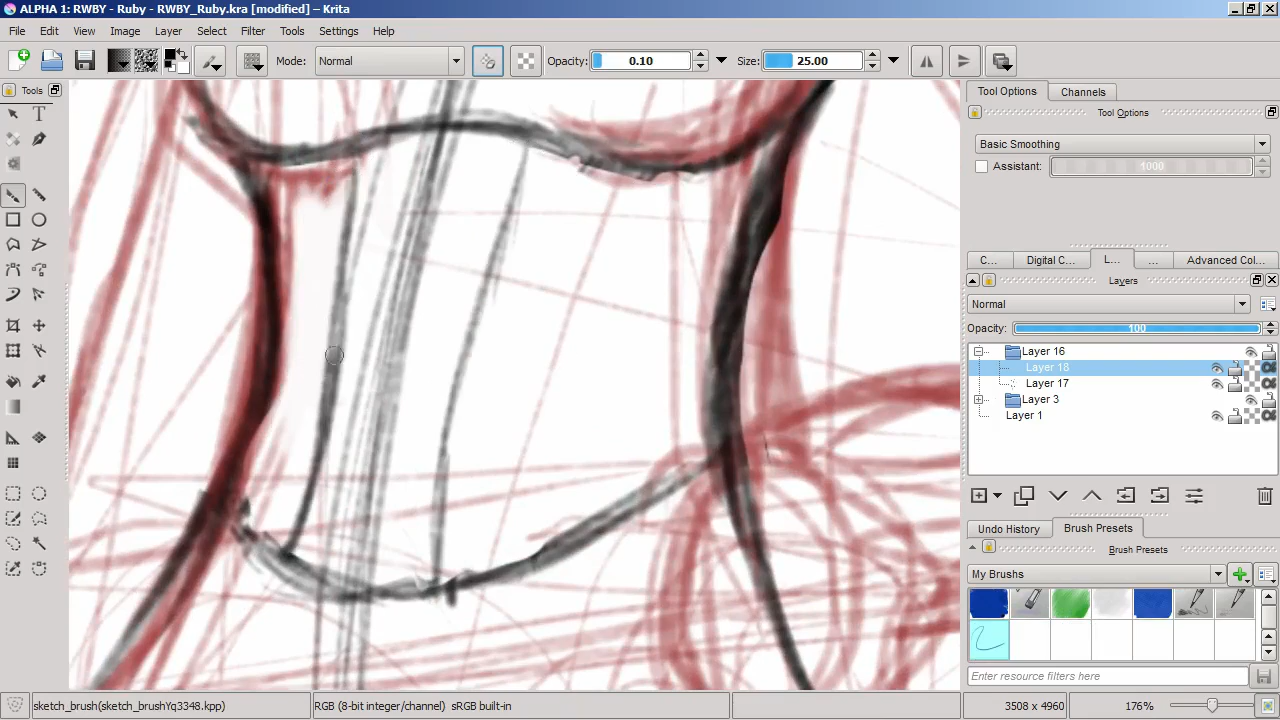 ALPHA 1: RWBY - Ruby - RWBY_Ruby.kra [modified] – Krita
File Edit View Image Layer Select Filter Tools Settings Help
Mode: Normal Opacity: 0.10 Size: 25.00
Tools
Tool Options Channels
Tool Options
Basic Smoothing
Assistant: 1000
C... Digital C... L... ... Advanced Col...
Layers
Normal
Opacity: 100
Layer 16
Layer 18
Layer 17
Layer 3
Layer 1
Undo History Brush Presets
Brush Presets
My Brushes
Enter resource filters here
sketch_brush(sketch_brushYq3348.kpp) RGB (8-bit integer/channel) sRGB built-in 3508 x 4960 176%